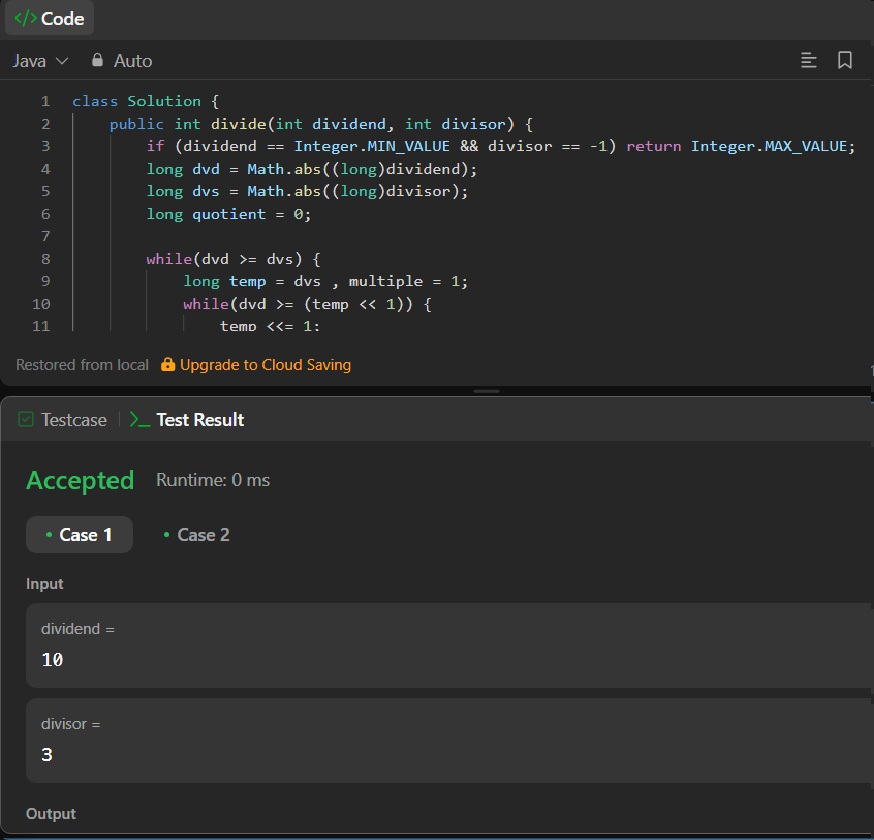 </> Code
Java Auto
1 class Solution {
2 public int divide(int dividend, int divisor) {
3 if (dividend == Integer.MIN_VALUE && divisor == -1) return Integer.MAX_VALUE;
4 long dvd = Math.abs((long)dividend);
5 long dvs = Math.abs((long)divisor);
6 long quotient = 0;
7
8 while(dvd >= dvs) {
9 long temp = dvs , multiple = 1;
10 while(dvd >= (temp << 1)) {
11 temp <<= 1;
Restored from local Upgrade to Cloud Saving
Testcase >_ Test Result
Accepted Runtime: 0 ms
• Case 1 • Case 2
Input
dividend =
10
divisor =
3
Output